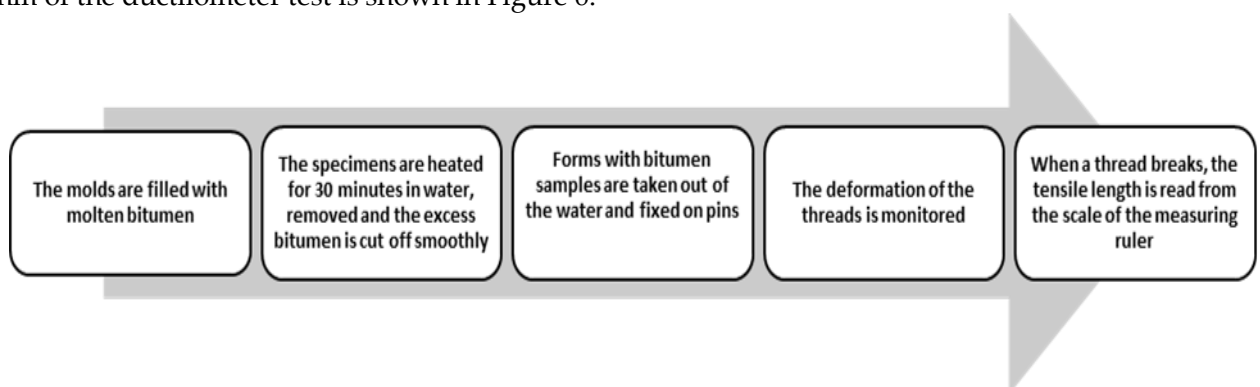 of the ductilometer test is shown in Figure 6.
The molds are filled with
molten bitumen
The specimens are heated
for 30 minutes in water,
removed and the excess
bitumen is cut off smoothly
Forms with bitumen
samples are taken out of
the water and fixed on pins
The deformation of the
threads is monitored
When a thread breaks, the
tensile length is read from
the scale of the measuring
ruler